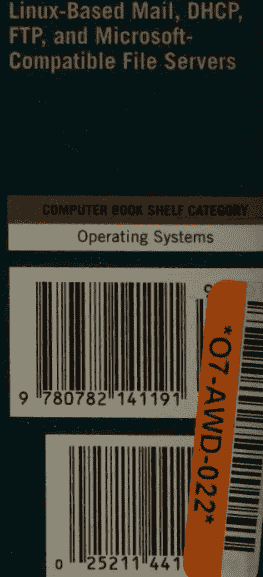 Linux-Based Mail, DHCP,
FTP, and Microsoft-
Compatible File Servers
COMPUTER BOOK SHELF CATEGORY
Operating Systems
9 780782 141191
*07-AWD-022*
0 25211 441